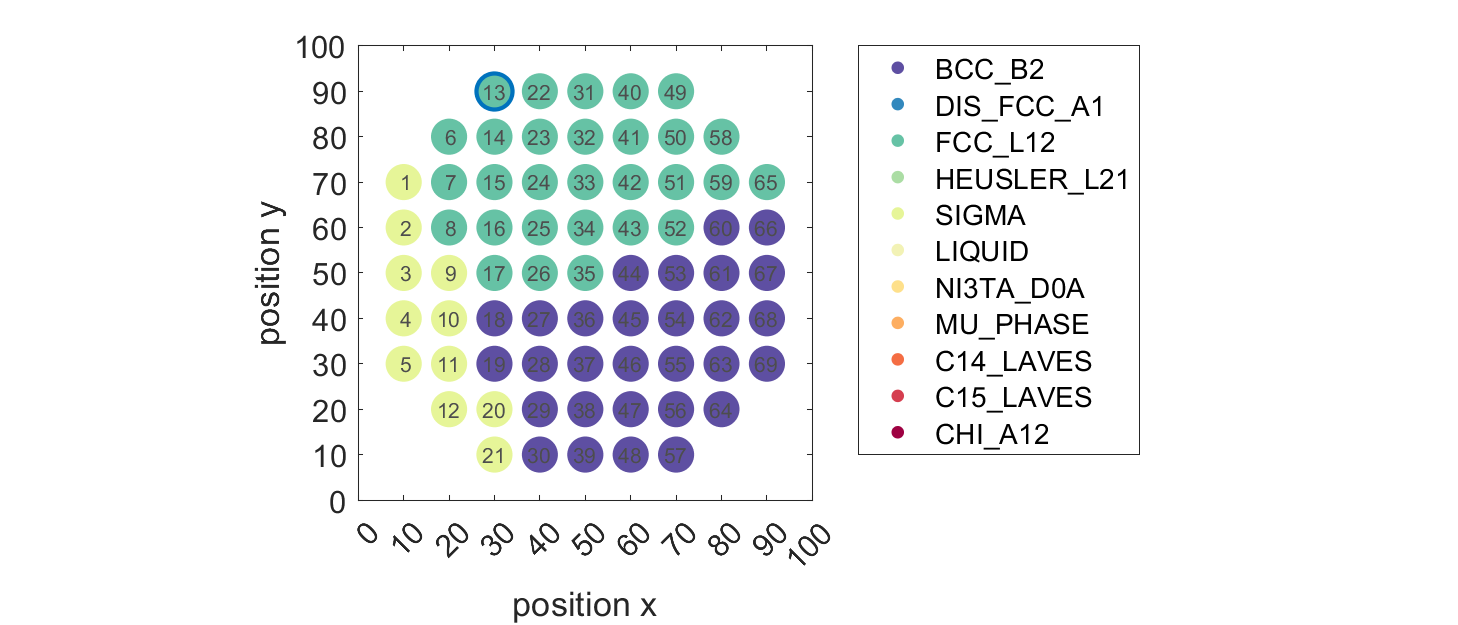 100
90
80
70
60
50
40
30
20
10
0
13 22 31 40 49
6 14 23 32 41 50 58
1 7 15 24 33 42 51 59 65
2 8 16 25 34 43 52 60 66
3 9 17 26 35 44 53 61 67
4 10 18 27 36 45 54 62 68
5 11 19 28 37 46 55 63 69
12 20 29 38 47 56 64
21 30 39 48 57
0 10 20 30 40 50 60 70 80 90 100
position x
position y
BCC_B2
DIS_FCC_A1
FCC_L12
HEUSLER_L21
SIGMA
LIQUID
NI3TA_D0A
MU_PHASE
C14_LAVES
C15_LAVES
CHI_A12